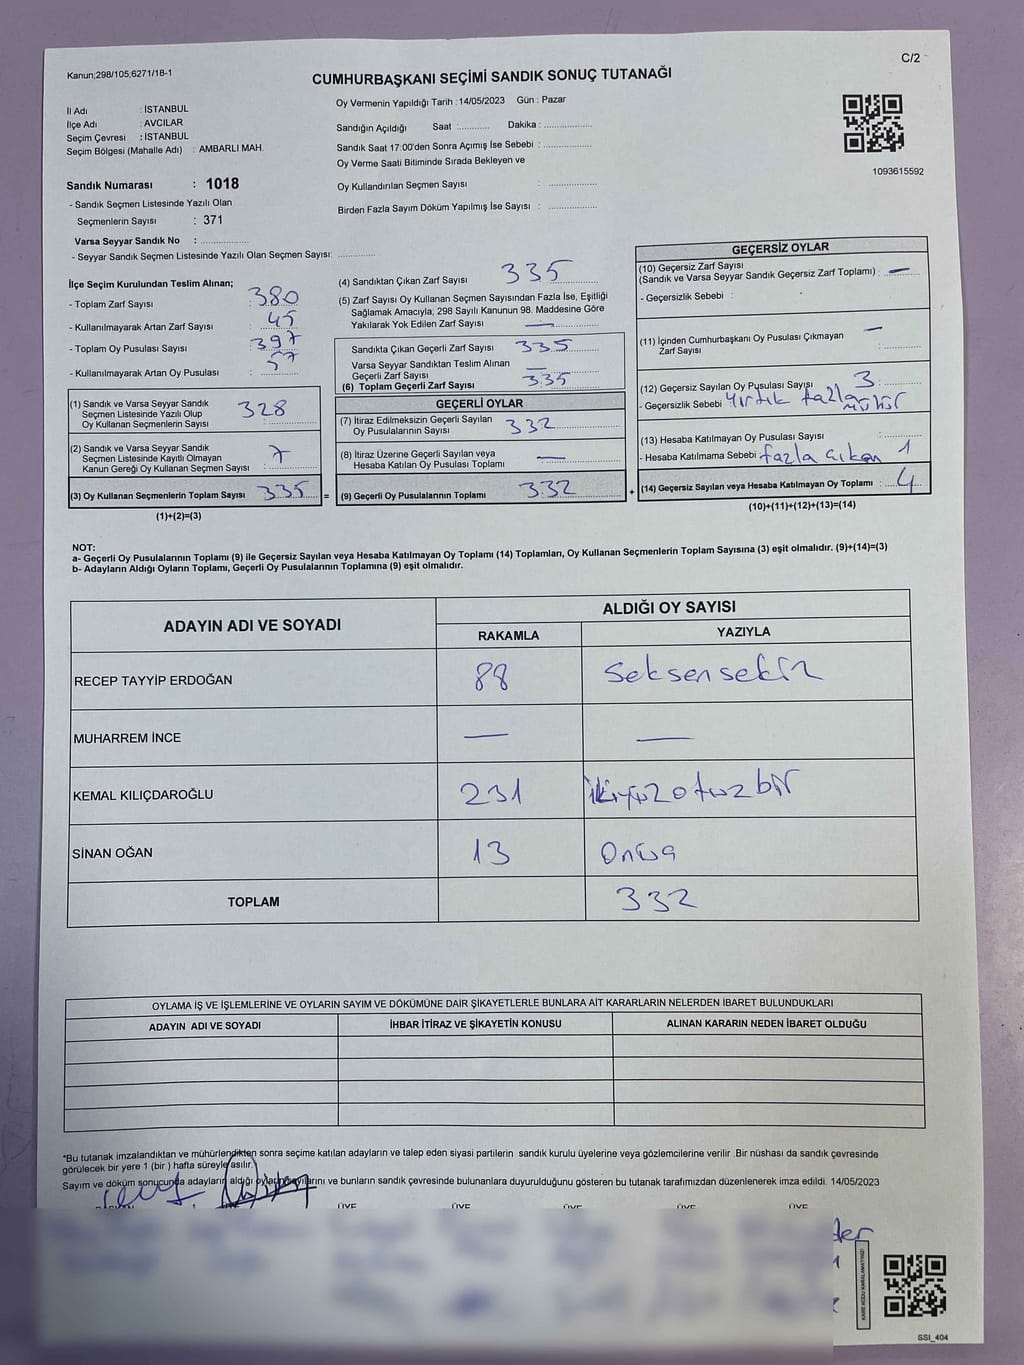 Kanun;298/105,6271/18-1
C/2
CUMHURBAŞKANI SEÇİMİ SANDIK SONUÇ TUTANAĞI
İl Adı : İSTANBUL
İlçe Adı : AVCILAR
Seçim Çevresi : İSTANBUL
Seçim Bölgesi (Mahalle Adı) : AMBARLI MAH.
Sandık Numarası : 1018
- Sandık Seçmen Listesinde Yazılı Olan
Seçmenlerin Sayısı : 371
Varsa Seyyar Sandık No : ................
- Seyyar Sandık Seçmen Listesinde Yazılı Olan Seçmen Sayısı: ............
Oy Vermenin Yapıldığı Tarih : 14/05/2023 Gün : Pazar
Sandığın Açıldığı Saat :........... Dakika : ................
Sandık Saat 17:00'den Sonra Açımış İse Sebebi : ................
Oy Verme Saati Bitiminde Sırada Bekleyen ve
Oy Kullandırılan Seçmen Sayısı : ................
Birden Fazla Sayım Döküm Yapılmış İse Sayısı : ................
1093615592
İlçe Seçim Kurulundan Teslim Alınan;
- Toplam Zarf Sayısı : 380
- Kullanılmayarak Artan Zarf Sayısı : 45
- Toplam Oy Pusulası Sayısı : 397
- Kullanılmayarak Artan Oy Pusulası : 57
(1) Sandık ve Varsa Seyyar Sandık
Seçmen Listesinde Yazılı Olup
Oy Kullanan Seçmenlerin Sayısı : 328
(2) Sandık ve Varsa Seyyar Sandık
Seçmen Listesinde Kayıtlı Olmayan
Kanun Gereği Oy Kullanan Seçmen Sayısı : 7
(3) Oy Kullanan Seçmenlerin Toplam Sayısı : 335
(1)+(2)=(3)
=
(4) Sandıktan Çıkan Zarf Sayısı : 335
(5) Zarf Sayısı Oy Kullanan Seçmen Sayısından Fazla İse, Eşitliği
Sağlamak Amacıyla; 298 Sayılı Kanunun 98. Maddesine Göre
Yakılarak Yok Edilen Zarf Sayısı : —
Sandıkta Çıkan Geçerli Zarf Sayısı : 335
Varsa Seyyar Sandıktan Teslim Alınan
Geçerli Zarf Sayısı : —
(6) Toplam Geçerli Zarf Sayısı : 335
GEÇERLİ OYLAR
(7) İtiraz Edilmeksizin Geçerli Sayılan
Oy Pusulalarının Sayısı : 332
(8) İtiraz Üzerine Geçerli Sayılan veya
Hesaba Katılan Oy Pusulası Toplamı : —
(9) Geçerli Oy Pusulalarının Toplamı : 332
+
GEÇERSİZ OYLAR
(10) Geçersiz Zarf Sayısı
(Sandık ve Varsa Seyyar Sandık Geçersiz Zarf Toplamı) : —
- Geçersizlik Sebebi :
(11) İçinden Cumhurbaşkanı Oy Pusulası Çıkmayan —
Zarf Sayısı :
(12) Geçersiz Sayılan Oy Pusulası Sayısı : 3
- Geçersizlik Sebebi Yırtık fazla
mühür
(13) Hesaba Katılmayan Oy Pusulası Sayısı : 1
- Hesaba Katılmama Sebebi fazla çıkan
(14) Geçersiz Sayılan veya Hesaba Katılmayan Oy Toplamı : 4
(10)+(11)+(12)+(13)=(14)
NOT:
a- Geçerli Oy Pusulalarının Toplamı (9) ile Geçersiz Sayılan veya Hesaba Katılmayan Oy Toplamı (14) Toplamları, Oy Kullanan Seçmenlerin Toplam Sayısına (3) eşit olmalıdır. (9)+(14)=(3)
b- Adayların Aldığı Oyların Toplamı, Geçerli Oy Pusulalarının Toplamına (9) eşit olmalıdır.
ADAYIN ADI VE SOYADI
ALDIĞI OY SAYISI
RAKAMLA YAZIYLA
RECEP TAYYİP ERDOĞAN 88 Seksensekiz
MUHARREM İNCE — —
KEMAL KILIÇDAROĞLU 231 ikiyüzotuzbir
SİNAN OĞAN 13 Onüç
TOPLAM 332
OYLAMA İŞ VE İŞLEMLERİNE VE OYLARIN SAYIM VE DÖKÜMÜNE DAİR ŞİKAYETLERLE BUNLARA AİT KARARLARIN NELERDEN İBARET BULUNDUKLARI
ADAYIN ADI VE SOYADI İHBAR İTİRAZ VE ŞİKAYETİN KONUSU ALINAN KARARIN NEDEN İBARET OLDUĞU
*Bu tutanak imzalandıktan ve mühürlendikten sonra seçime katılan adayların ve talep eden siyasi partilerin sandık kurulu üyelerine veya gözlemcilerine verilir .Bir nüshası da sandık çevresinde
görülecek bir yere 1 (bir ) hafta süreyle asılır.
Sayım ve döküm sonucunda adayların aldığı oyların sayılarını ve bunların sandık çevresinde bulunanlara duyurulduğunu gösteren bu tutanak tarafımızdan düzenlenerek imza edildi. 14/05/2023
ÜYE ÜYE ÜYE ÜYE ÜYE
KARE KODU KARALAMAYINIZ!
SSI_404